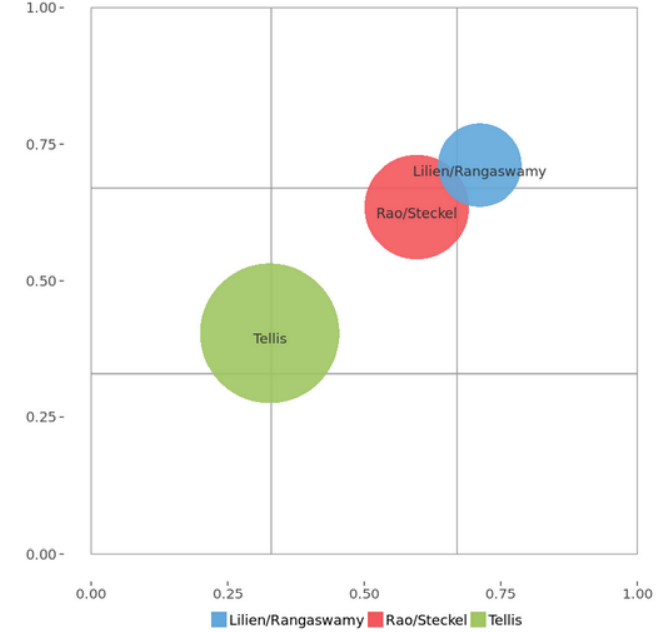 1.00
0.75
Lilien/Rangaswamy
Rao/Steckel
0.50
Tellis
0.25
0.00
0.00 0.25 0.50 0.75 1.00
Lilien/Rangaswamy Rao/Steckel Tellis